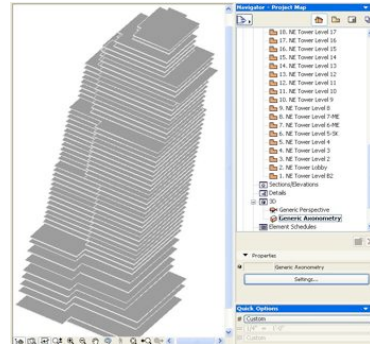 Navigator - Project Map
18. NE Tower Level 17
17. NE Tower Level 16
16. NE Tower Level 15
15. NE Tower Level 14
14. NE Tower Level 13
13. NE Tower Level 12
12. NE Tower Level 11
11. NE Tower Level 10
10. NE Tower Level 9
9. NE Tower Level 8
8. NE Tower Level 7-ME
7. NE Tower Level 6-ME
6. NE Tower Level 5-SK
5. NE Tower Level 4
4. NE Tower Level 3
3. NE Tower Level 2
2. NE Tower Lobby
1. NE Tower Level B2
Sections/Elevations
Details
3D
Generic Perspective
Generic Axonometry
Element Schedules
Properties
Generic Axonometry
Settings...
Quick Options
Custom
1/4" = 1'-0"
Custom